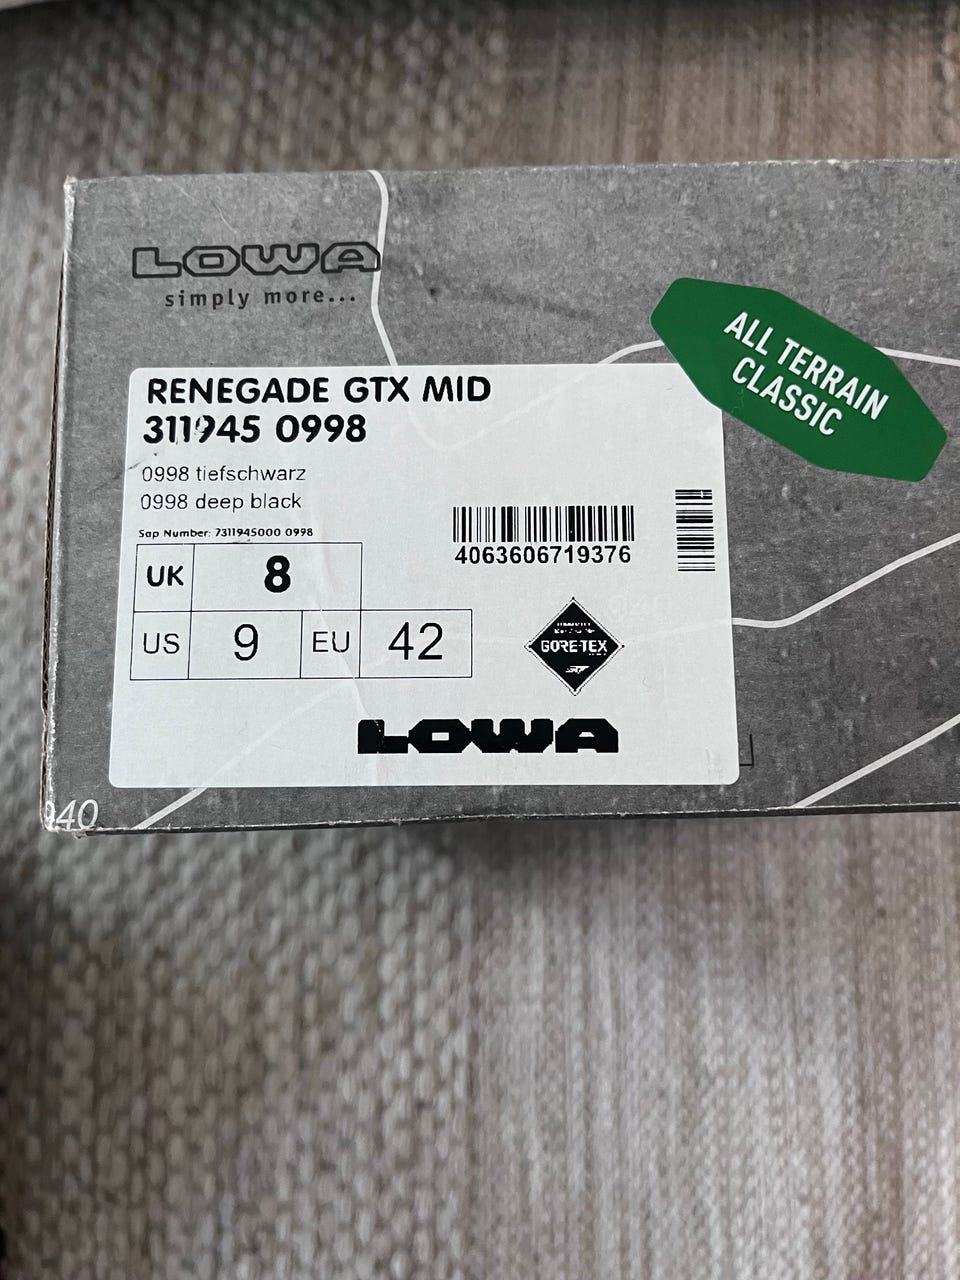 LOWA
simply more...
ALL TERRAIN
CLASSIC
RENEGADE GTX MID
311945 0998
0998 tiefschwarz
0998 deep black
Sap Number: 7311945000 0998
4063606719376
UK 8
US 9 EU 42
GORE-TEX
LOWA
940